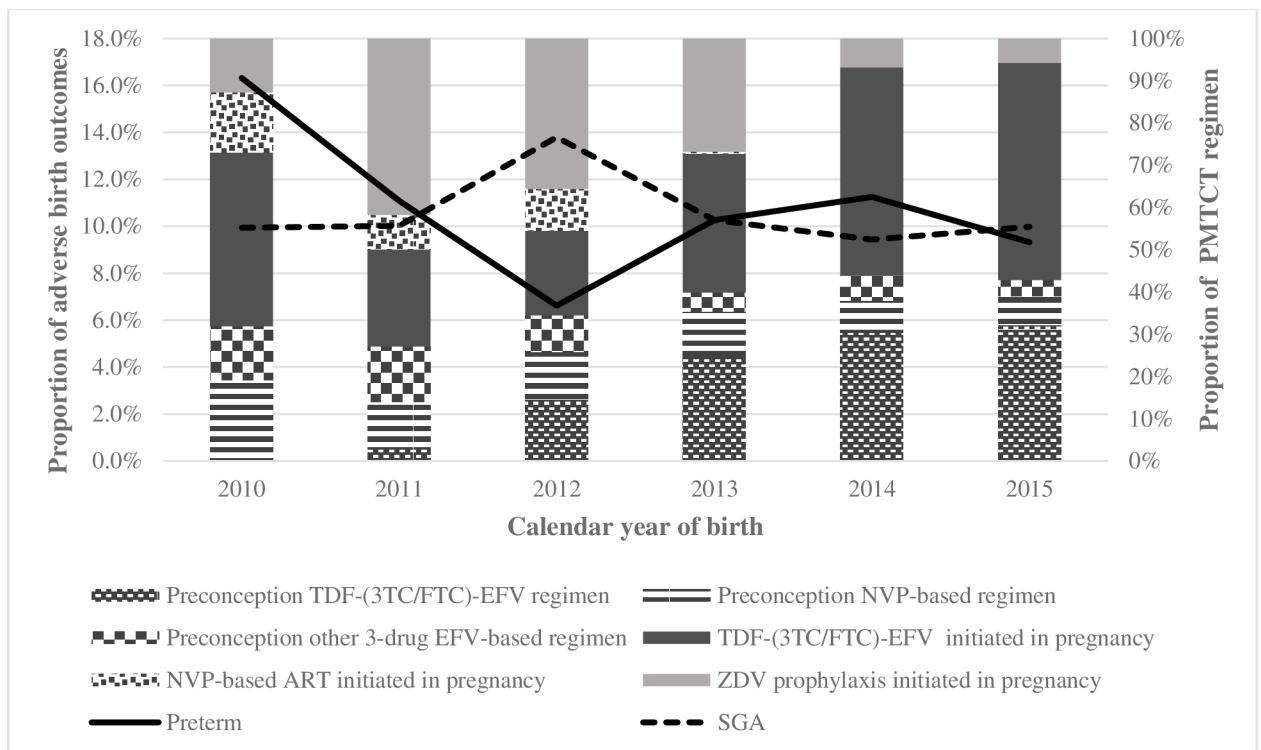 Proportion of adverse birth outcomes
18.0%
16.0%
14.0%
12.0%
10.0%
8.0%
6.0%
4.0%
2.0%
0.0%
100%
90%
80%
70%
60%
50%
40%
30%
20%
10%
0%
Proportion of PMTCT regimen
2010 2011 2012 2013 2014 2015
Calendar year of birth
Preconception TDF-(3TC/FTC)-EFV regimen
Preconception NVP-based regimen
Preconception other 3-drug EFV-based regimen
TDF-(3TC/FTC)-EFV initiated in pregnancy
NVP-based ART initiated in pregnancy
ZDV prophylaxis initiated in pregnancy
Preterm
SGA